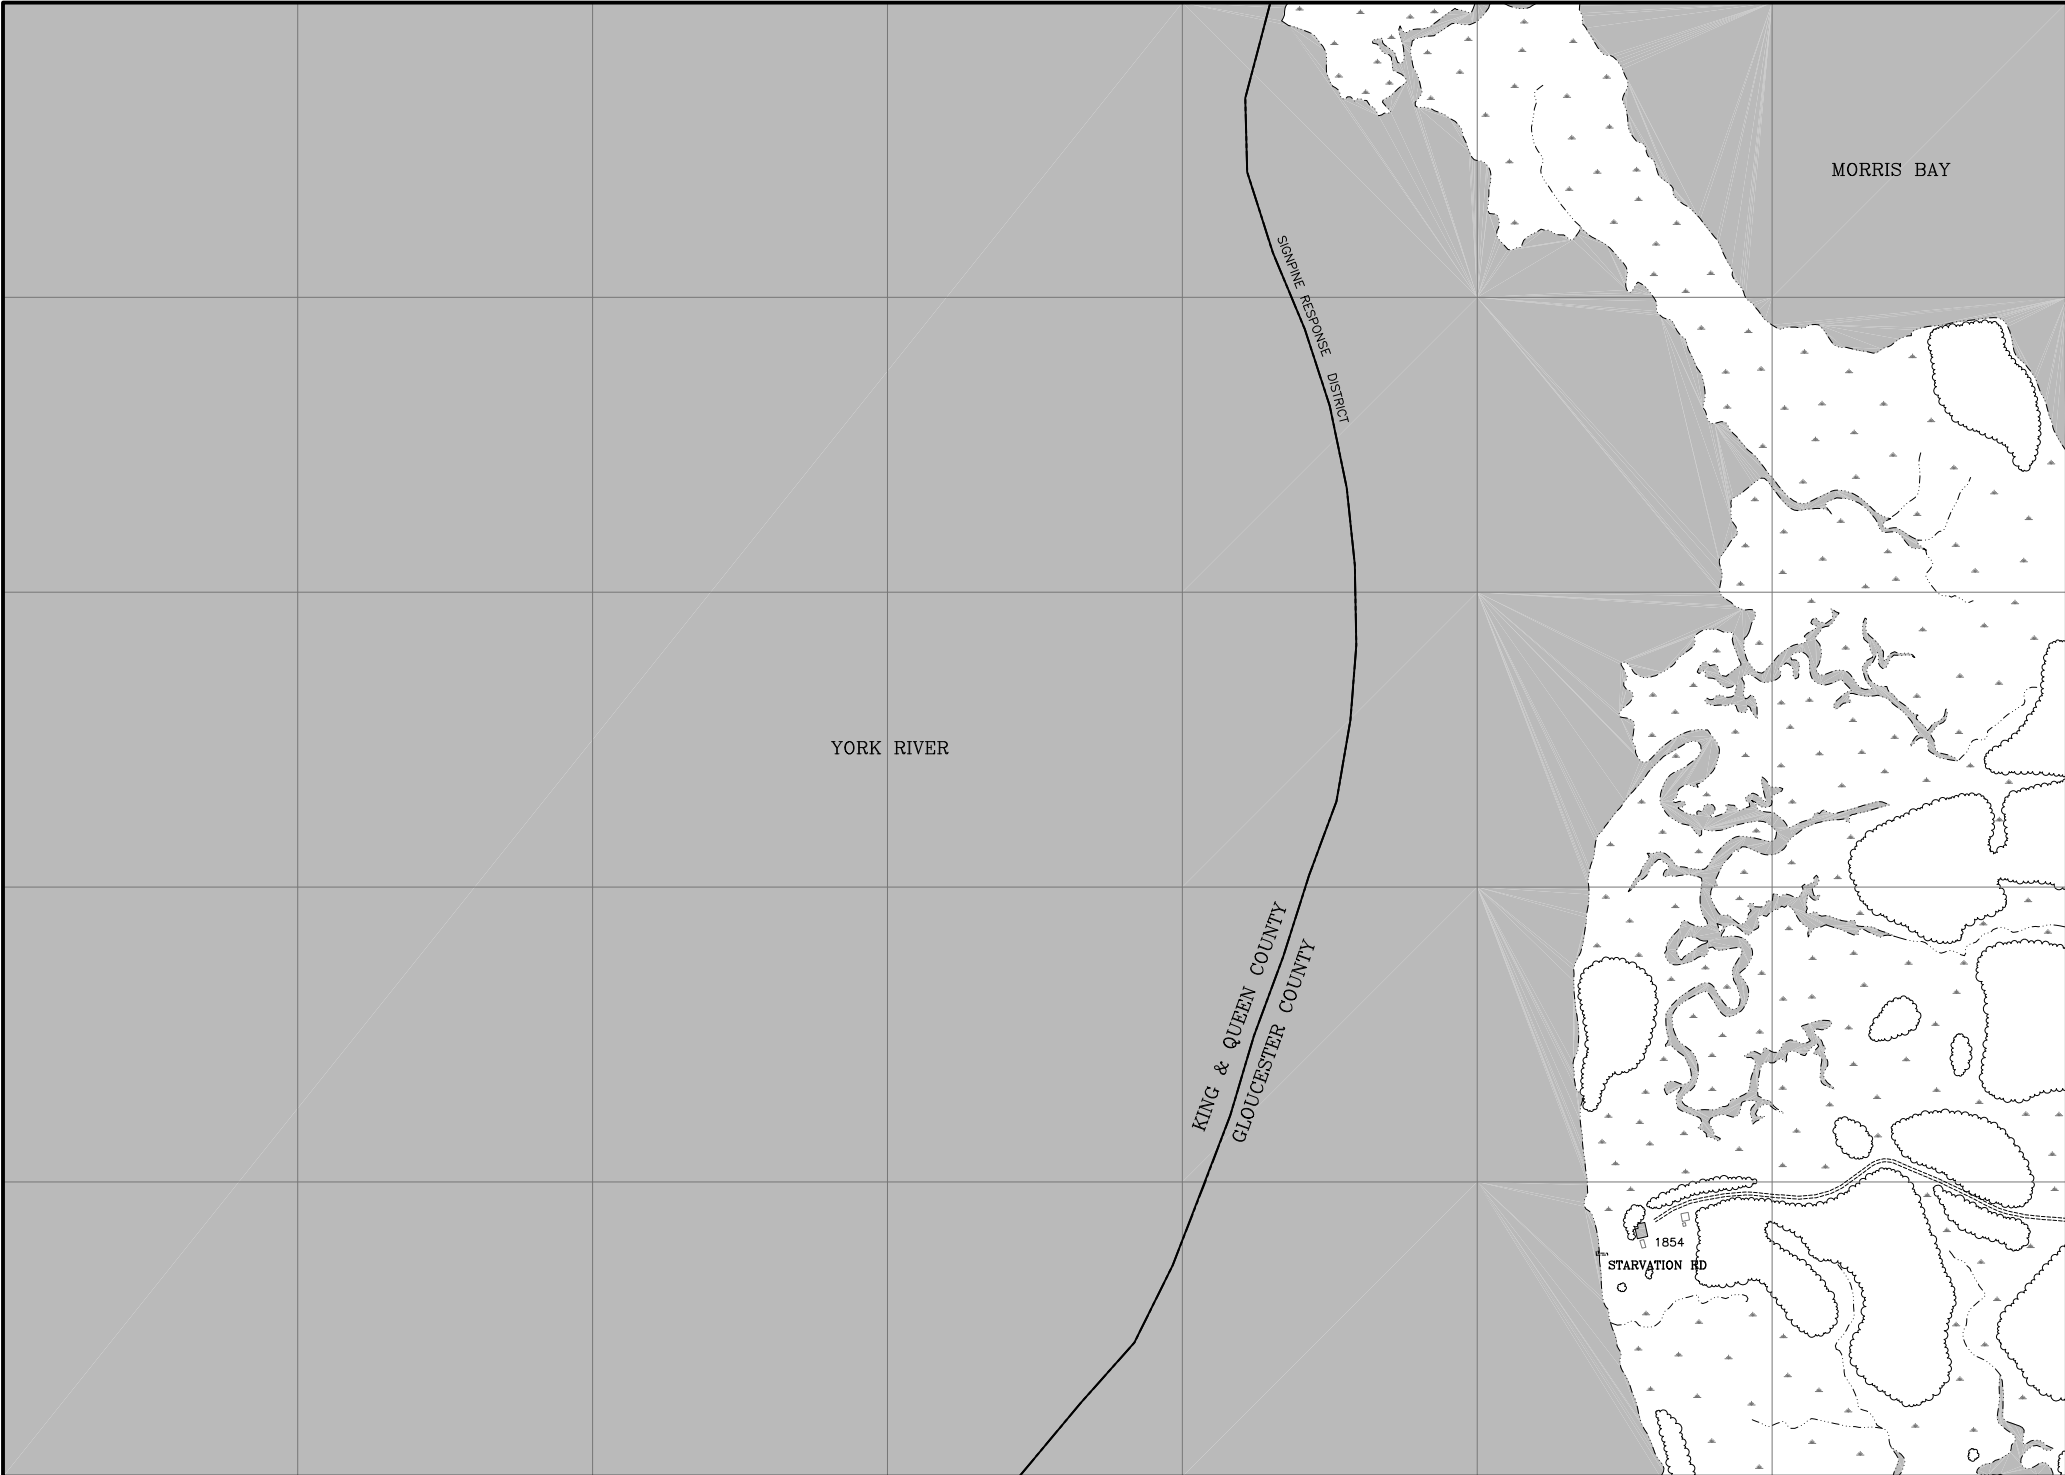 MORRIS BAY
SIGNPINE RESPONSE DISTRICT
YORK RIVER
KING & QUEEN COUNTY
GLOUCESTER COUNTY
1854
STARVATION RD